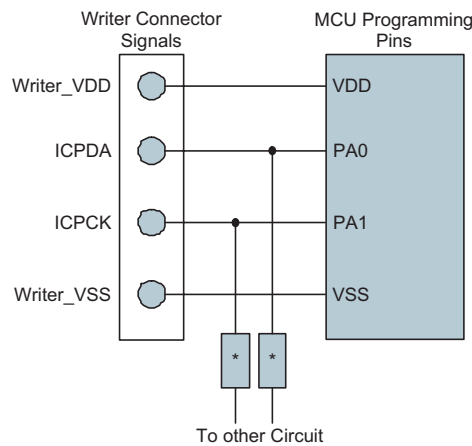 Writer Connector
Signals
MCU Programming
Pins
Writer_VDD
VDD
ICPDA
PA0
ICPCK
PA1
Writer_VSS
VSS
* *
To other Circuit